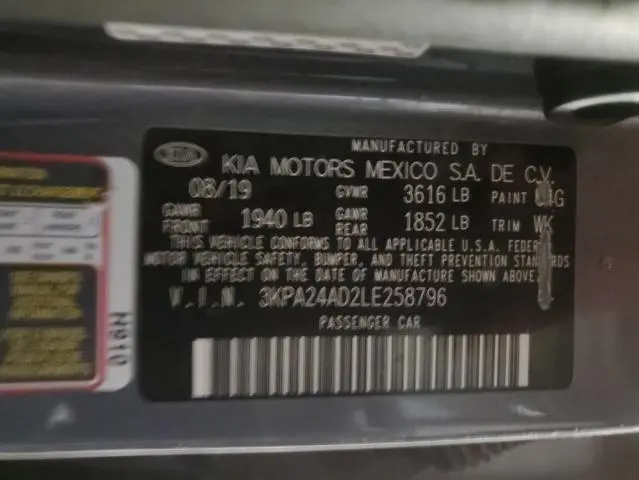 MANUFACTURED BY
KIA KIA MOTORS MEXICO S.A. DE C.V.
08/19 GVWR 3616 LB PAINT
GAWR FRONT 1940 LB GAWR REAR 1852 LB TRIM WK
THIS VEHICLE CONFORMS TO ALL APPLICABLE U.S.A. FEDERAL
MOTOR VEHICLE SAFETY, BUMPER, AND THEFT PREVENTION STANDARDS
IN EFFECT ON THE DATE OF MANUFACTURE SHOWN ABOVE.
V.I.N. 3KPA24AD2LE258796
PASSENGER CAR
H910